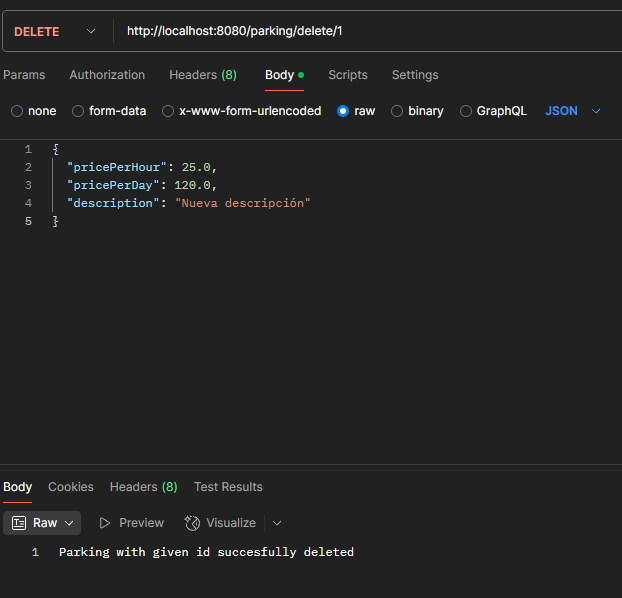 DELETE http://localhost:8080/parking/delete/1
Params Authorization Headers (8) Body Scripts Settings
none form-data x-www-form-urlencoded raw binary GraphQL JSON
1 {
2 "pricePerHour": 25.0,
3 "pricePerDay": 120.0,
4 "description": "Nueva descripción"
5 }
Body Cookies Headers (8) Test Results
Raw Preview Visualize
1 Parking with given id succesfully deleted